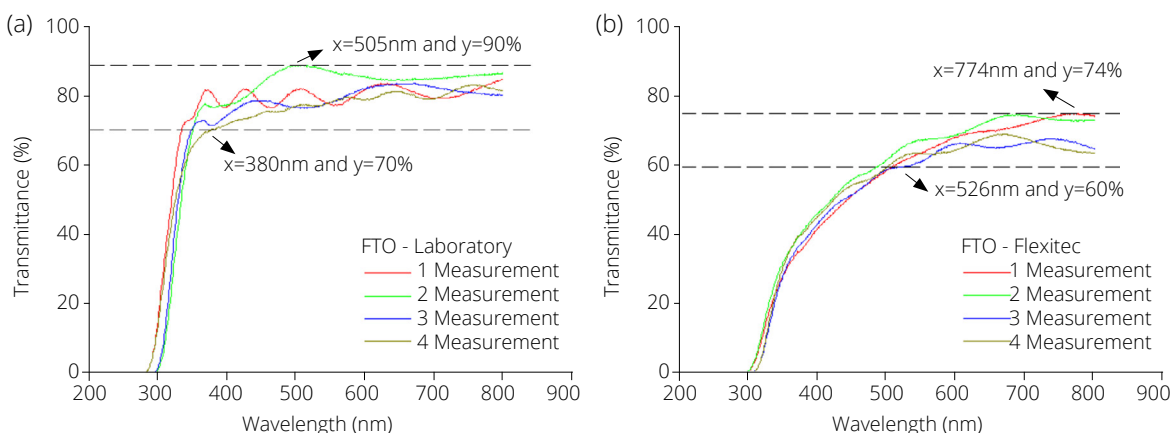 (a)
100
80
60
40
20
0
Transmittance (%)
x=505nm and y=90%
x=380nm and y=70%
FTO - Laboratory
1 Measurement
2 Measurement
3 Measurement
4 Measurement
200 300 400 500 600 700 800 900
Wavelength (nm)
(b)
100
80
60
40
20
0
Transmittance (%)
x=774nm and y=74%
x=526nm and y=60%
FTO - Flexitec
1 Measurement
2 Measurement
3 Measurement
4 Measurement
200 300 400 500 600 700 800 900
Wavelength (nm)